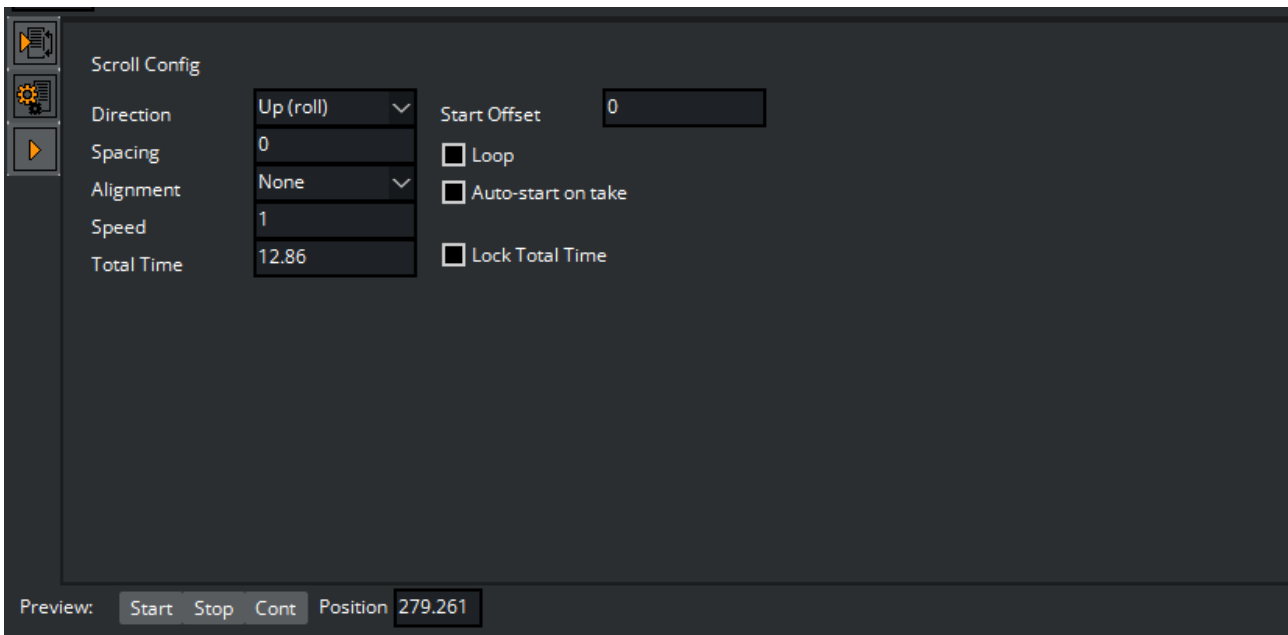 Scroll Config
Direction Up (roll) Start Offset 0
Spacing 0 Loop
Alignment None Auto-start on take
Speed 1
Total Time 12.86 Lock Total Time
Preview: Start Stop Cont Position 279.261